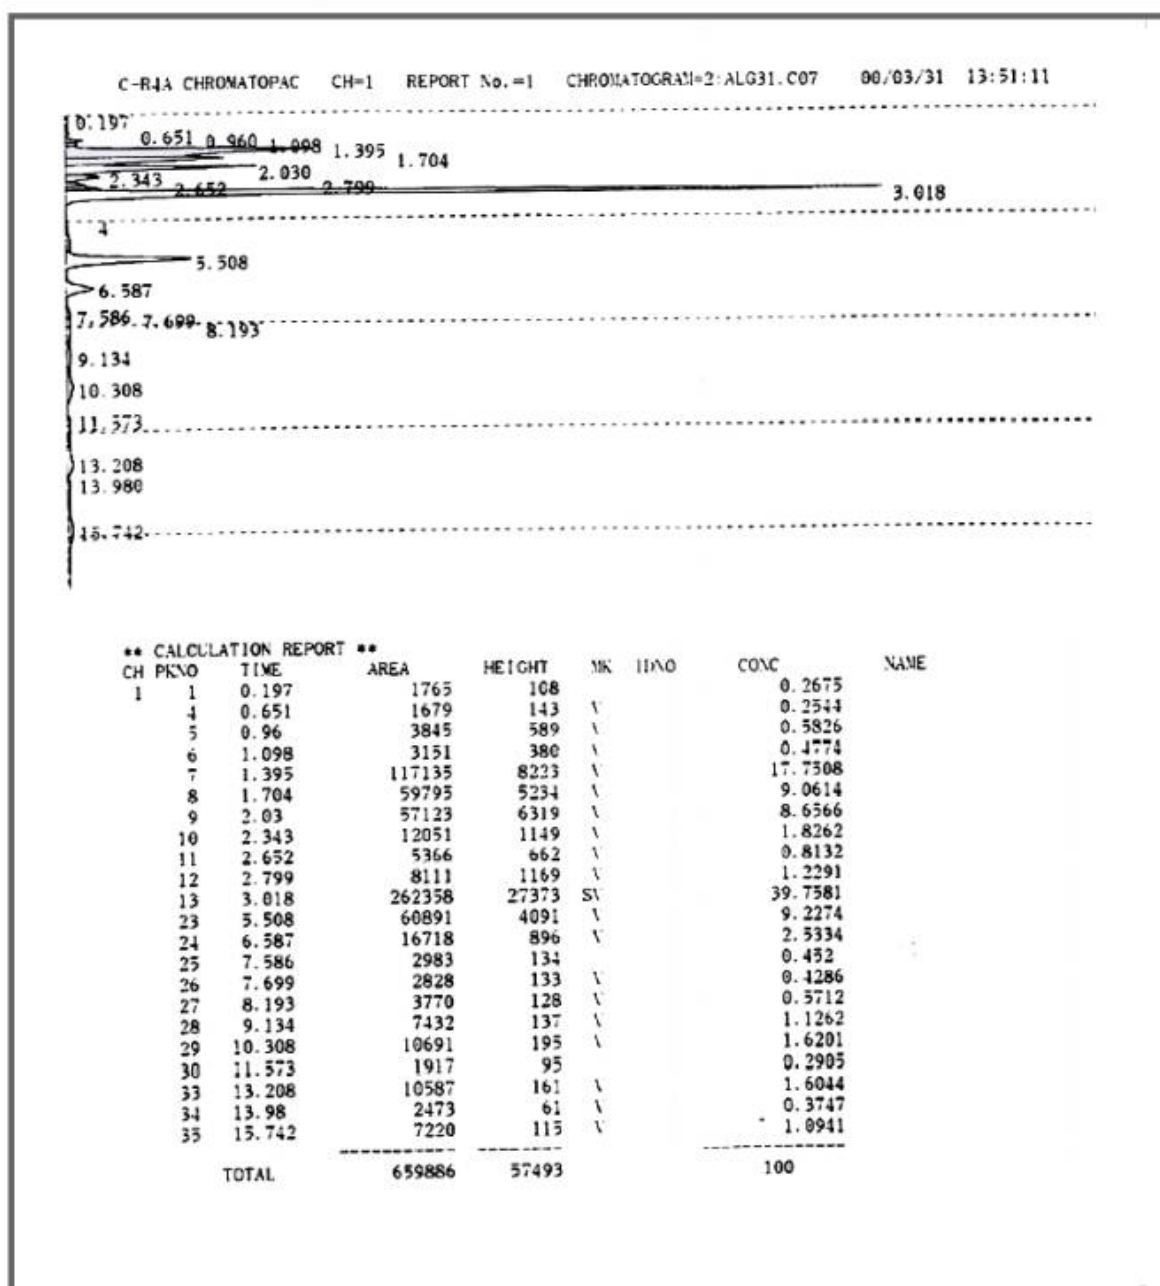 C-R4A CHROMATOPAC CH=1 REPORT No.=1 CHROMATOGRAM=2:ALG31.C07 00/03/31 13:51:11
0.197
0.651 0.960 1.098 1.395 1.704
2.343 2.652 2.030 2.799 3.018
4
5.508
6.587
7.586 7.699 8.193
9.134
10.308
11.573
13.208
13.980
15.742
** CALCULATION REPORT **
CH PKNO TIME AREA HEIGHT MK IDNO CONC NAME
1 1 0.197 1765 108 0.2675
4 0.651 1679 143 V 0.2544
5 0.96 3845 589 V 0.5826
6 1.098 3151 380 V 0.4774
7 1.395 117135 8223 V 17.7508
8 1.704 59795 5234 V 9.0614
9 2.03 57123 6319 V 8.6566
10 2.343 12051 1149 V 1.8262
11 2.652 5366 662 V 0.8132
12 2.799 8111 1169 V 1.2291
13 3.018 262358 27373 SV 39.7581
23 5.508 60891 4091 V 9.2274
24 6.587 16718 896 V 2.5334
25 7.586 2983 134 0.452
26 7.699 2828 133 V 0.4286
27 8.193 3770 128 V 0.5712
28 9.134 7432 137 V 1.1262
29 10.308 10691 195 V 1.6201
30 11.573 1917 95 0.2905
33 13.208 10587 161 V 1.6044
34 13.98 2473 61 V 0.3747
35 15.742 7220 115 V 1.0941
TOTAL 659886 57493 100